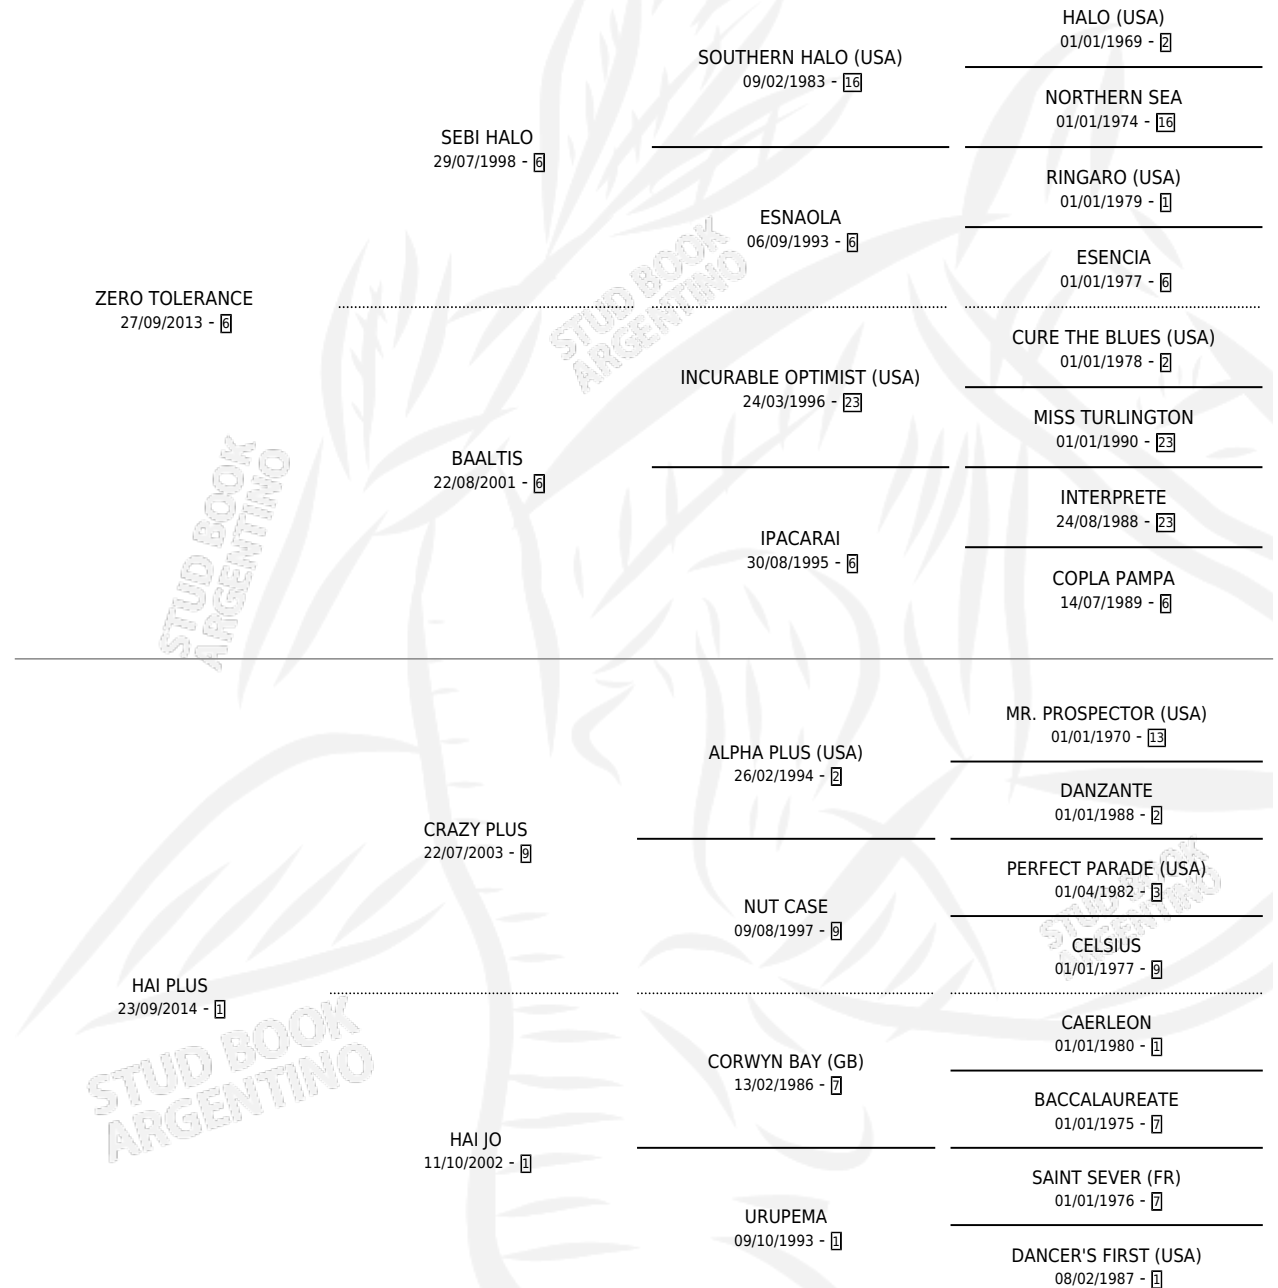 HALO (USA)
01/01/1969 - 2
SOUTHERN HALO (USA)
09/02/1983 - 16
NORTHERN SEA
01/01/1974 - 16
SEBI HALO
29/07/1998 - 6
RINGARO (USA)
01/01/1979 - 1
ESNAOLA
06/09/1993 - 6
ESENCIA
01/01/1977 - 6
ZERO TOLERANCE
27/09/2013 - 6
CURE THE BLUES (USA)
01/01/1978 - 2
INCURABLE OPTIMIST (USA)
24/03/1996 - 23
MISS TURLINGTON
01/01/1990 - 23
BAALTIS
22/08/2001 - 6
INTERPRETE
24/08/1988 - 23
IPACARAI
30/08/1995 - 6
COPLA PAMPA
14/07/1989 - 6
STUD BOOK
ARGENTINO
STUD BOOK
ARGENTINO
MR. PROSPECTOR (USA)
01/01/1970 - 13
ALPHA PLUS (USA)
26/02/1994 - 2
DANZANTE
01/01/1988 - 2
CRAZY PLUS
22/07/2003 - 9
PERFECT PARADE (USA)
01/04/1982 - 3
NUT CASE
09/08/1997 - 9
CELSIUS
01/01/1977 - 9
HAI PLUS
23/09/2014 - 1
CAERLEON
01/01/1980 - 1
CORWYN BAY (GB)
13/02/1986 - 7
BACCALAUREATE
01/01/1975 - 7
HAI JO
11/10/2002 - 1
SAINT SEVER (FR)
01/01/1976 - 7
URUPEMA
09/10/1993 - 1
DANCER'S FIRST (USA)
08/02/1987 - 1
STUD BOOK
ARGENTINO
STUD BOOK
ARGENTINO